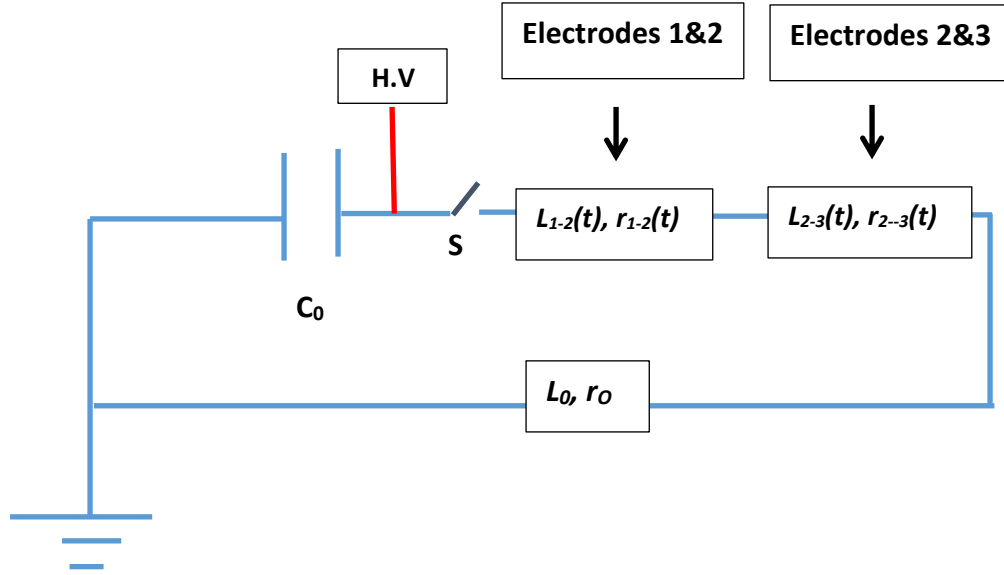 Electrodes 1&2
Electrodes 2&3
H.V
L1-2(t), r1-2(t)
L2-3(t), r2--3(t)
S
C0
L0, rO